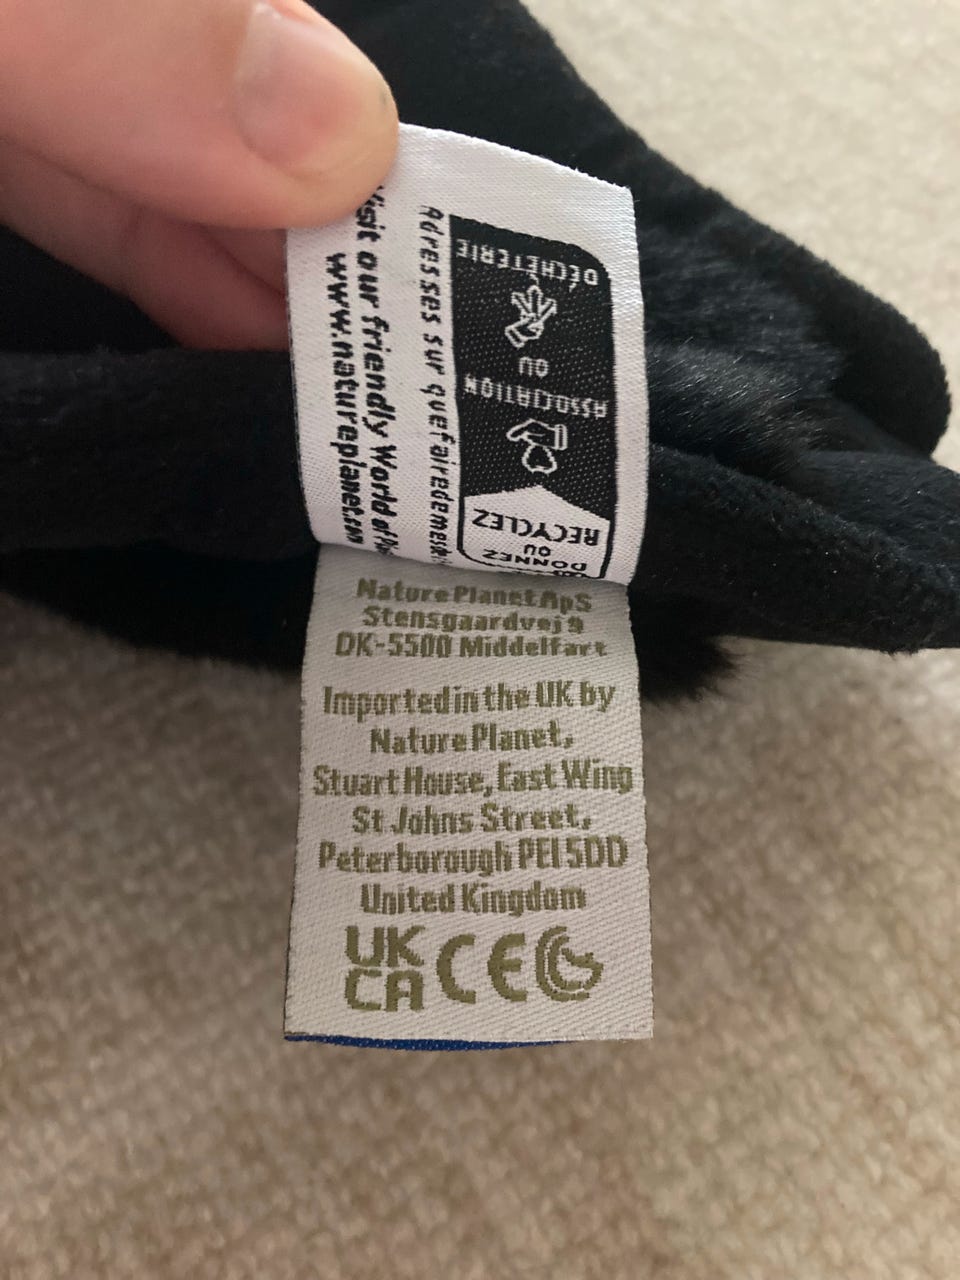 Visit our friendly World of
www.natureplanet.com
Adresses sur quefairedemes
DÉCHÈTERIE
OU
ASSOCIATION
RECYCLEZ
OU
DONNEZ
Nature Planet ApS
Stensgaardvej 9
DK-5500 Middelfart
Imported in the UK by
Nature Planet,
Stuart House, East Wing
St Johns Street,
Peterborough PE1 5DD
United Kingdom
UK
CA CE